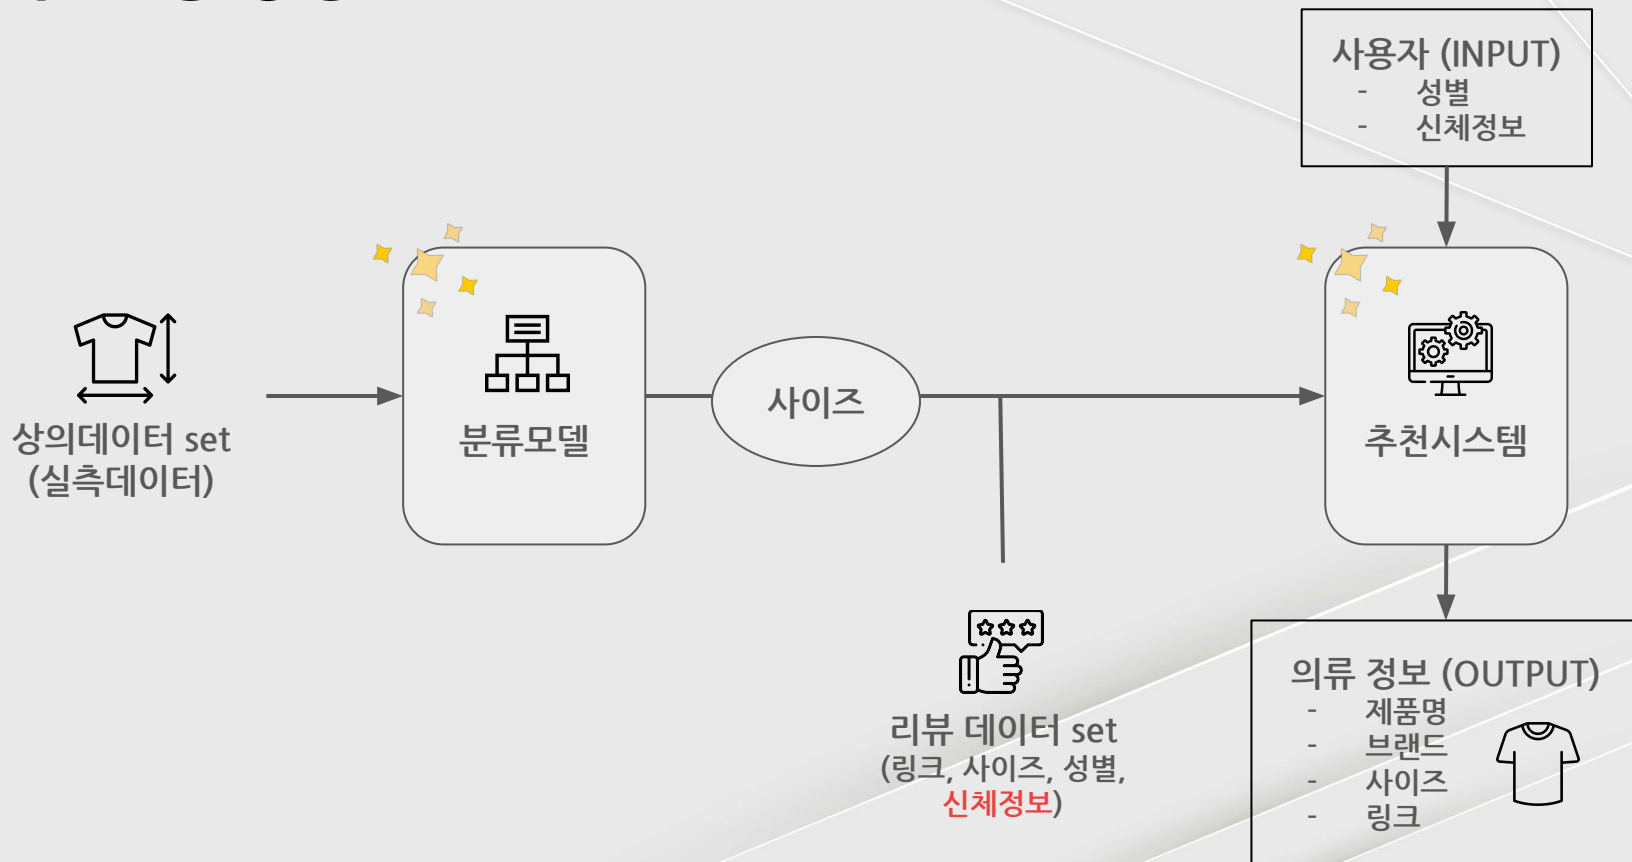 사용자 (INPUT)
- 성별
- 신체정보
상의데이터 set
(실측데이터)
분류모델
사이즈
추천시스템
리뷰 데이터 set
(링크, 사이즈, 성별,
신체정보)
의류 정보 (OUTPUT)
- 제품명
- 브랜드
- 사이즈
- 링크